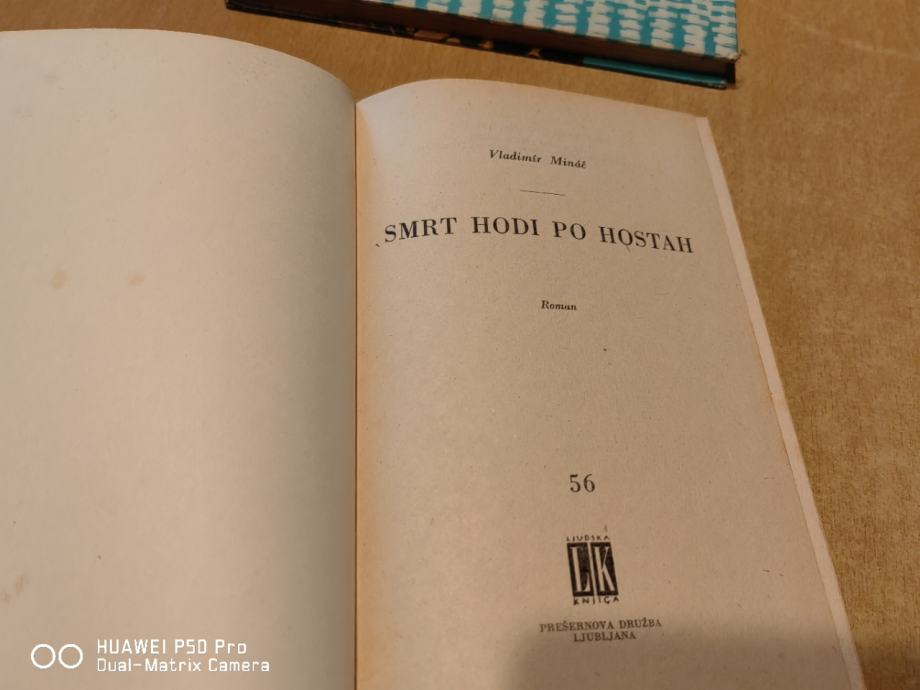 Vladimír Mináč
SMRT HODI PO HOSTAH
Roman
56
LJUDSKA
LK
KNJIGA
PREŠERNOVA DRUŽBA
LJUBLJANA
HUAWEI P50 Pro
Dual-Matrix Camera